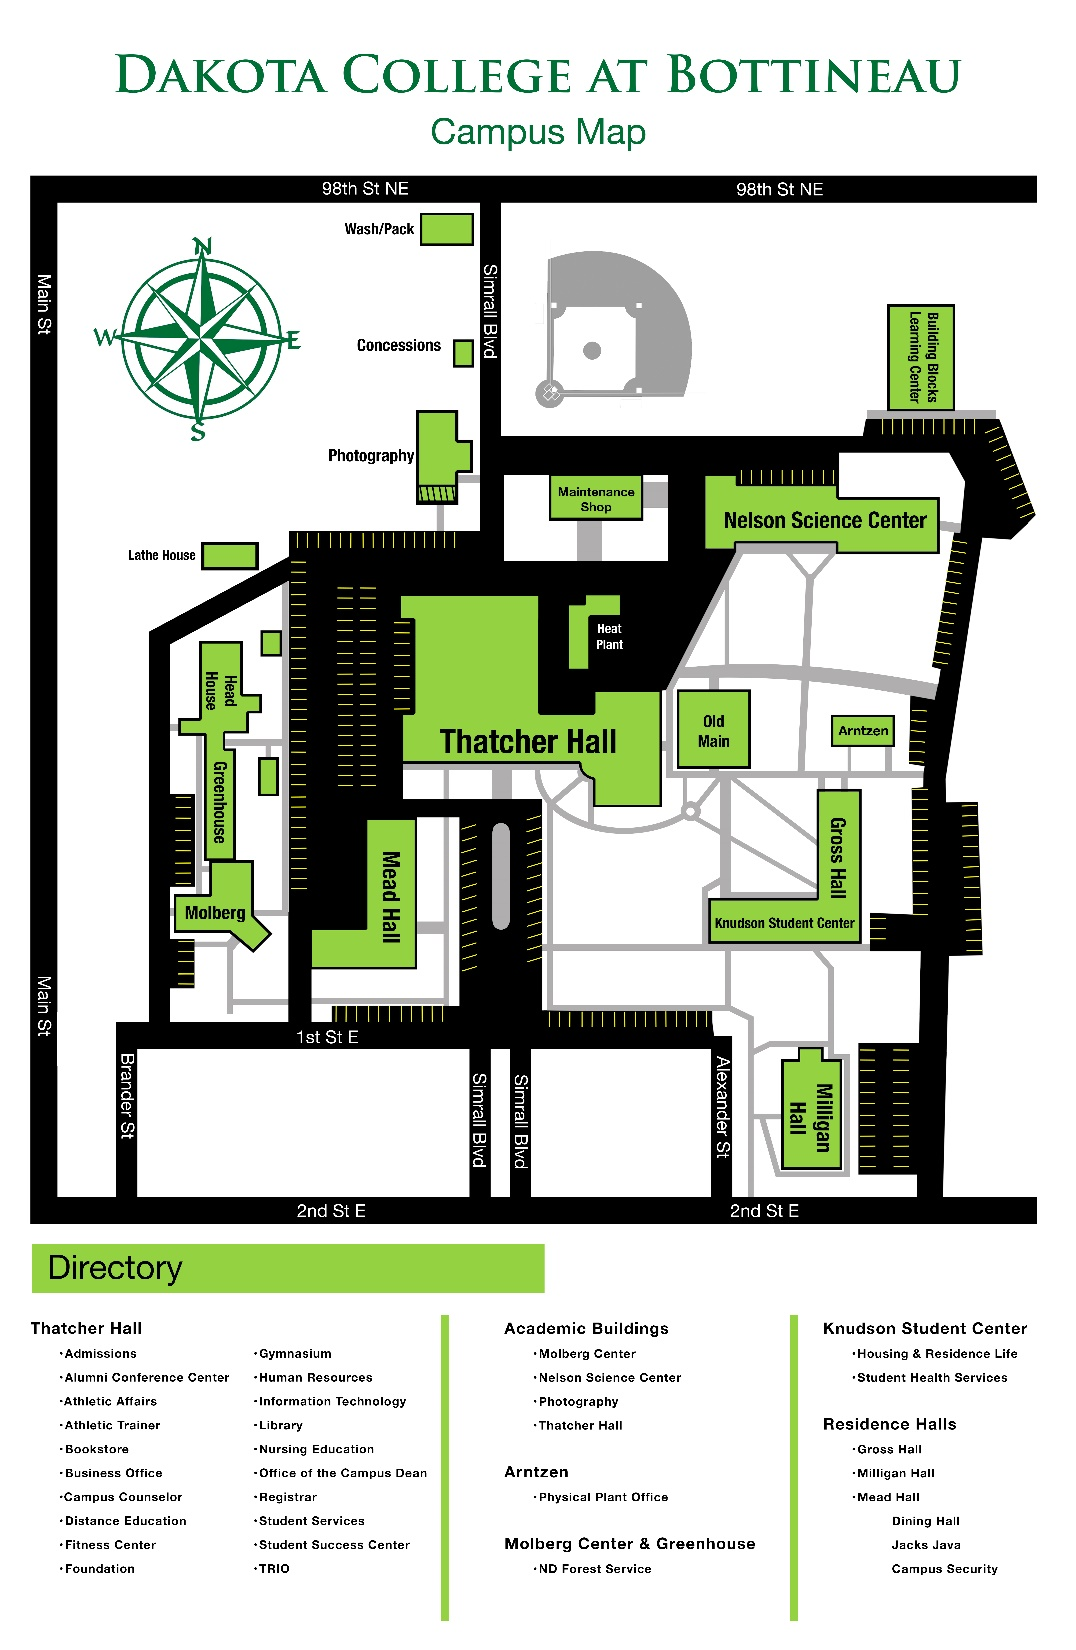 DAKOTA COLLEGE AT BOTTINEAU
Campus Map
98th St NE
98th St NE
Wash/Pack
N
W
E
S
Main St
Simrall Blvd
Concessions
Building Blocks
Learning Center
Photography
Maintenance
Shop
Nelson Science Center
Lathe House
Heat
Plant
Head
House
Thatcher Hall
Old
Main
Arntzen
Greenhouse
Gross Hall
Mead Hall
Molberg
Knudson Student Center
Main St
1st St E
Brander St
Simrall Blvd
Simrall Blvd
Alexander St
Milligan
Hall
2nd St E
2nd St E
Directory
Thatcher Hall
•Admissions
•Alumni Conference Center
•Athletic Affairs
•Athletic Trainer
•Bookstore
•Business Office
•Campus Counselor
•Distance Education
•Fitness Center
•Foundation
•Gymnasium
•Human Resources
•Information Technology
•Library
•Nursing Education
•Office of the Campus Dean
•Registrar
•Student Services
•Student Success Center
•TRIO
Academic Buildings
•Molberg Center
•Nelson Science Center
•Photography
•Thatcher Hall
Arntzen
•Physical Plant Office
Molberg Center & Greenhouse
•ND Forest Service
Knudson Student Center
•Housing & Residence Life
•Student Health Services
Residence Halls
•Gross Hall
•Milligan Hall
•Mead Hall
Dining Hall
Jacks Java
Campus Security